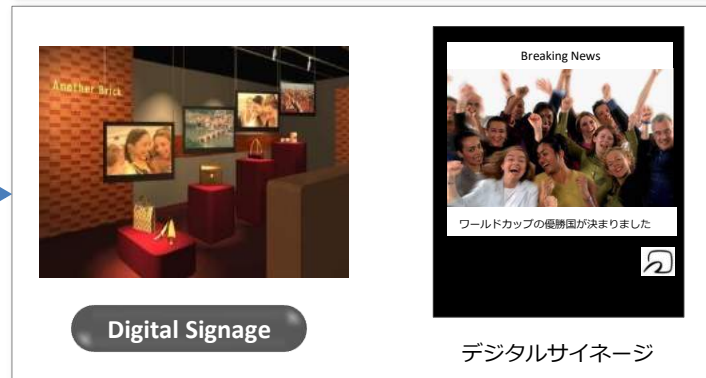 Another Brick
Digital Signage
Breaking News
ワールドカップの優勝国が決まりました
デジタルサイネージ